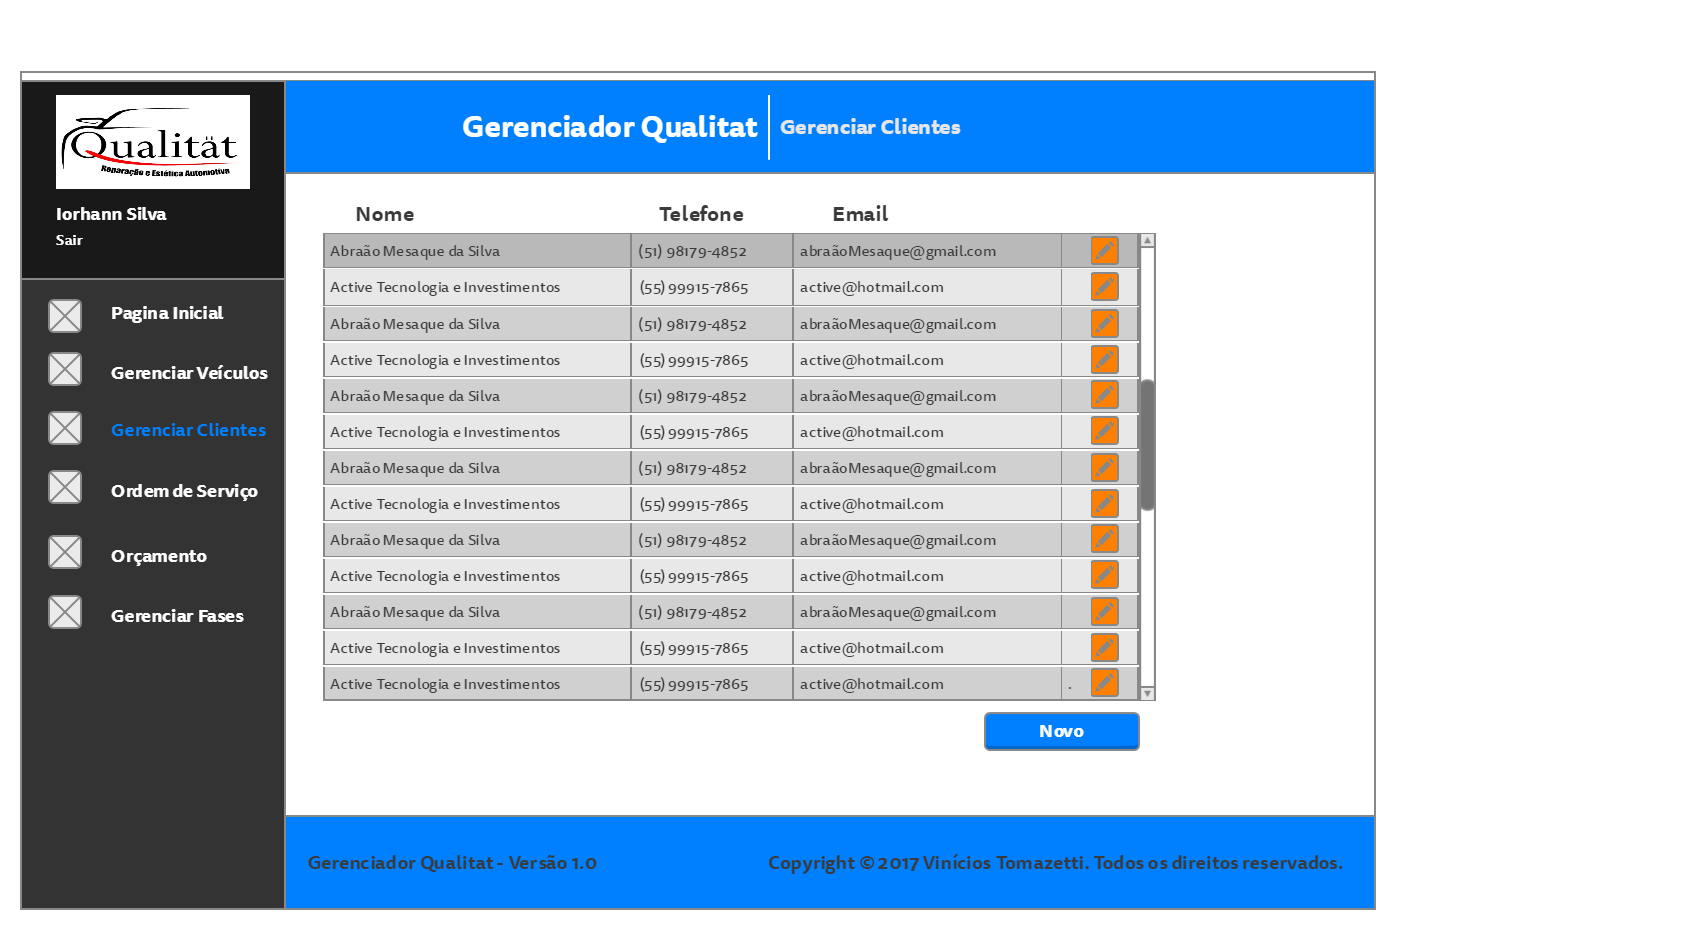 Qualität
Reparação e Estética Automotiva
Iorhann Silva
Sair
Pagina Inicial
Gerenciar Veículos
Gerenciar Clientes
Ordem de Serviço
Orçamento
Gerenciar Fases
Gerenciador Qualitat Gerenciar Clientes
Nome Telefone Email
Abraão Mesaque da Silva (51) 98179-4852 abraãoMesaque@gmail.com
Active Tecnologia e Investimentos (55) 99915-7865 active@hotmail.com
Abraão Mesaque da Silva (51) 98179-4852 abraãoMesaque@gmail.com
Active Tecnologia e Investimentos (55) 99915-7865 active@hotmail.com
Abraão Mesaque da Silva (51) 98179-4852 abraãoMesaque@gmail.com
Active Tecnologia e Investimentos (55) 99915-7865 active@hotmail.com
Abraão Mesaque da Silva (51) 98179-4852 abraãoMesaque@gmail.com
Active Tecnologia e Investimentos (55) 99915-7865 active@hotmail.com
Abraão Mesaque da Silva (51) 98179-4852 abraãoMesaque@gmail.com
Active Tecnologia e Investimentos (55) 99915-7865 active@hotmail.com
Abraão Mesaque da Silva (51) 98179-4852 abraãoMesaque@gmail.com
Active Tecnologia e Investimentos (55) 99915-7865 active@hotmail.com
Active Tecnologia e Investimentos (55) 99915-7865 active@hotmail.com .
Novo
Gerenciador Qualitat - Versão 1.0 Copyright © 2017 Vinícios Tomazetti. Todos os direitos reservados.